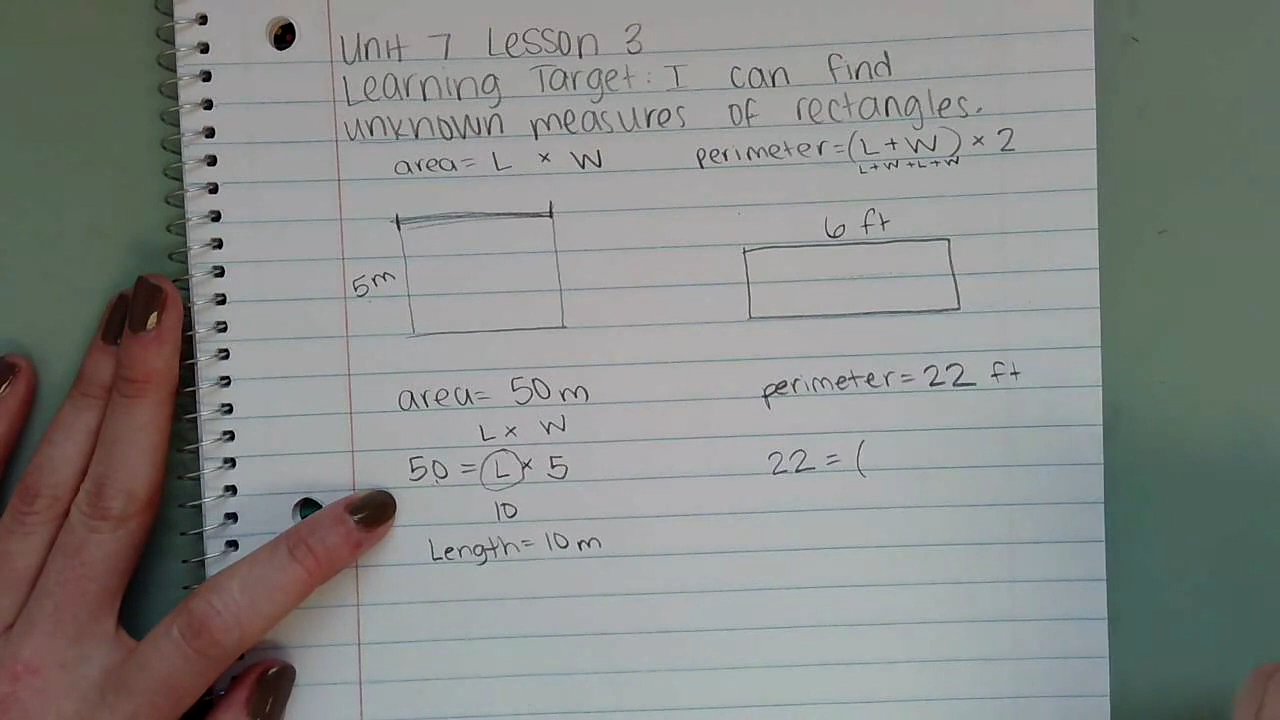 Unit 7 Lesson 3
Learning Target: I can find
unknown measures of rectangles.
area = L × W
perimeter = (L + W) × 2
L + W + L + W
5m
6 ft
area = 50 m
L × W
50 = L × 5
10
Length = 10 m
perimeter = 22 ft
22 = (